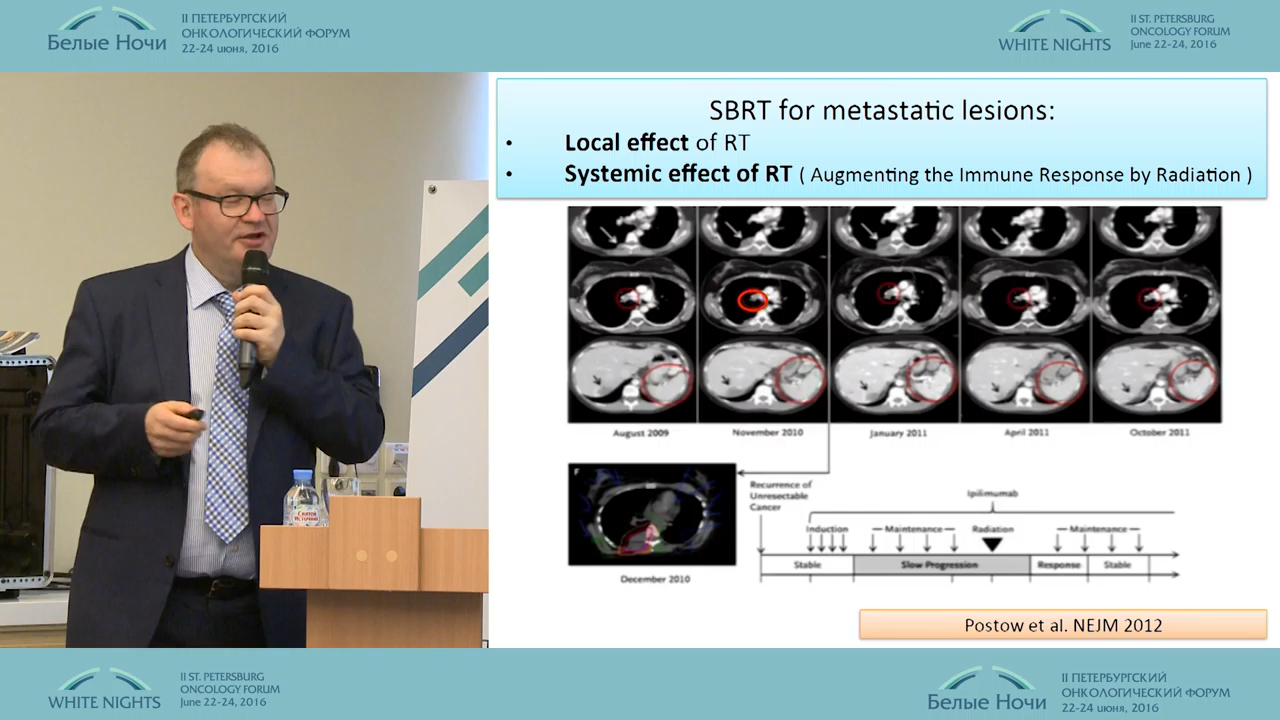 Белые Ночи
II ПЕТЕРБУРГСКИЙ
ОНКОЛОГИЧЕСКИЙ ФОРУМ
22-24 июня, 2016
WHITE NIGHTS
II ST. PETERSBURG
ONCOLOGY FORUM
June 22-24, 2016
SBRT for metastatic lesions:
• Local effect of RT
• Systemic effect of RT ( Augmenting the Immune Response by Radiation )
August 2009
November 2010
January 2011
April 2011
October 2011
F
December 2010
Recurrence of
Unresectable
Cancer
Ipilimumab
Induction
Maintenance
Radiation
Maintenance
Stable
Slow Progression
Response
Stable
Postow et al. NEJM 2012
WHITE NIGHTS
II ST. PETERSBURG
ONCOLOGY FORUM
June 22-24, 2016
Белые Ночи
II ПЕТЕРБУРГСКИЙ
ОНКОЛОГИЧЕСКИЙ ФОРУМ
22-24 июня, 2016